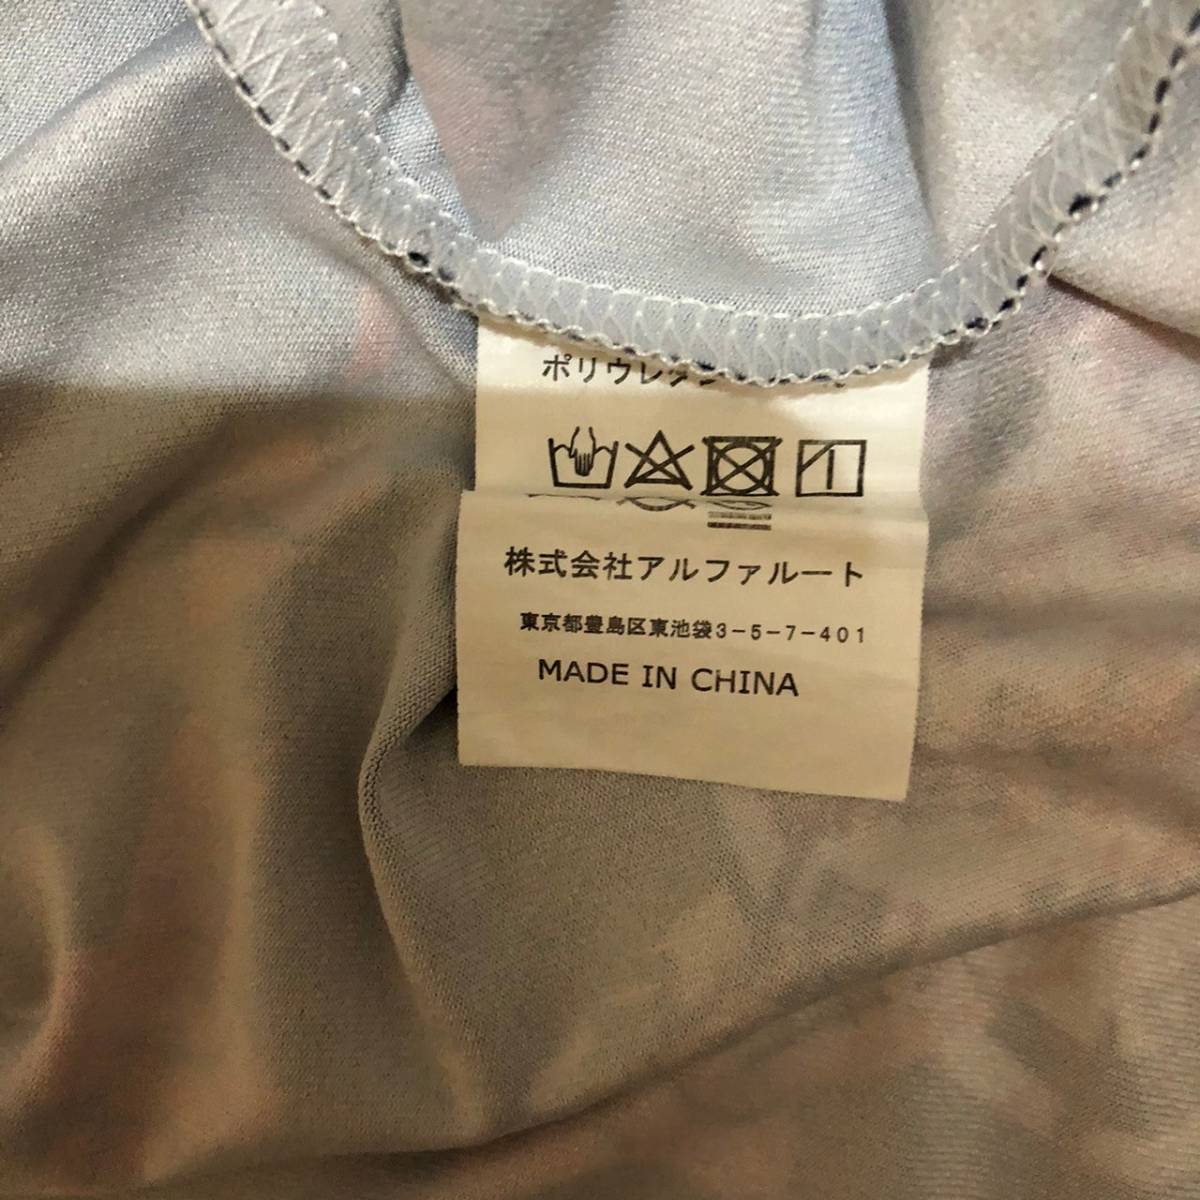 ポリウレタン
株式会社アルファルート
東京都豊島区東池袋3-5-7-401
MADE IN CHINA